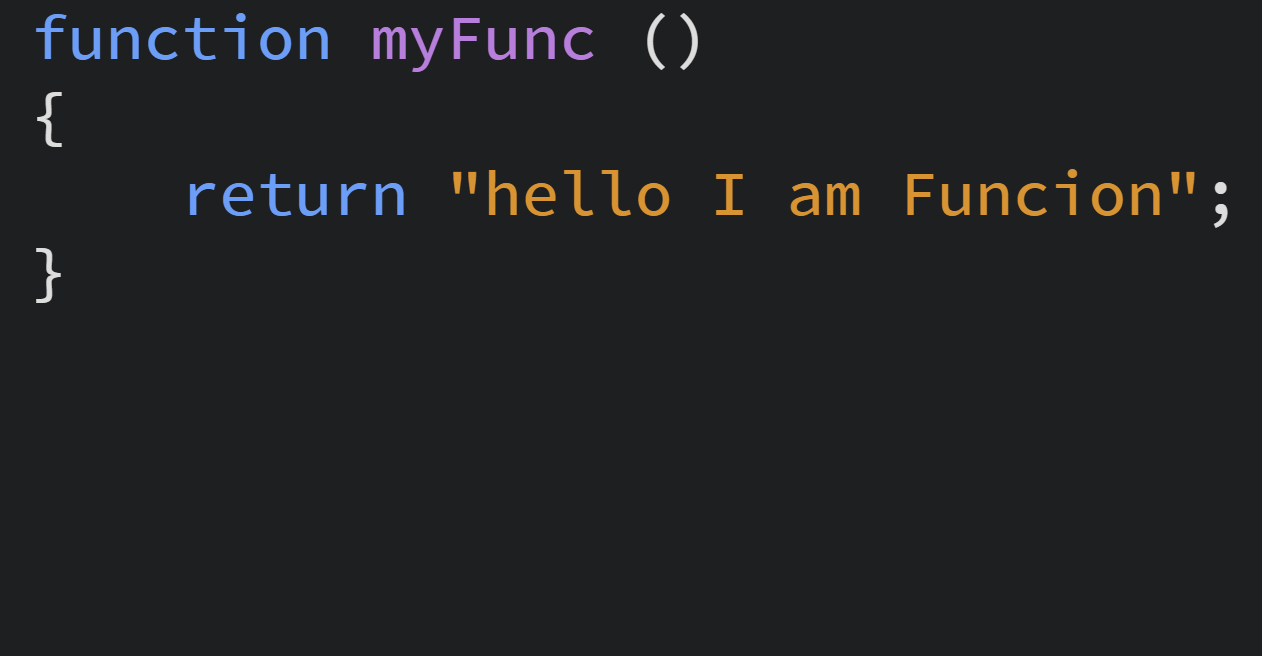 function myFunc ()
{
    return "hello I am Funcion";
}